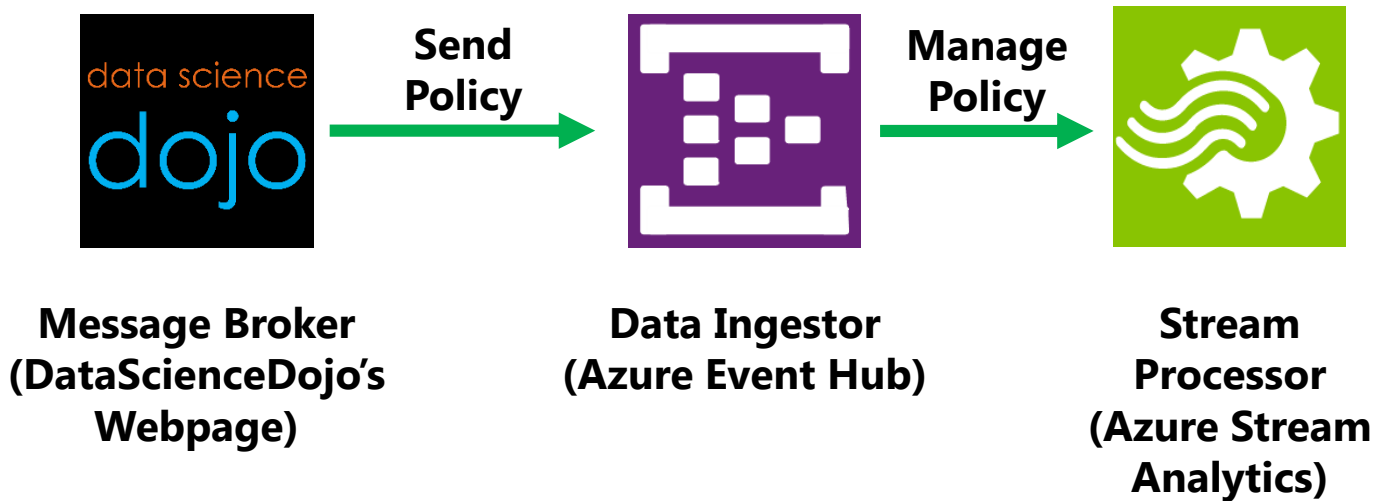 data science
dojo
Send
Policy
Manage
Policy
Message Broker
(DataScienceDojo’s
Webpage)
Data Ingestor
(Azure Event Hub)
Stream
Processor
(Azure Stream
Analytics)